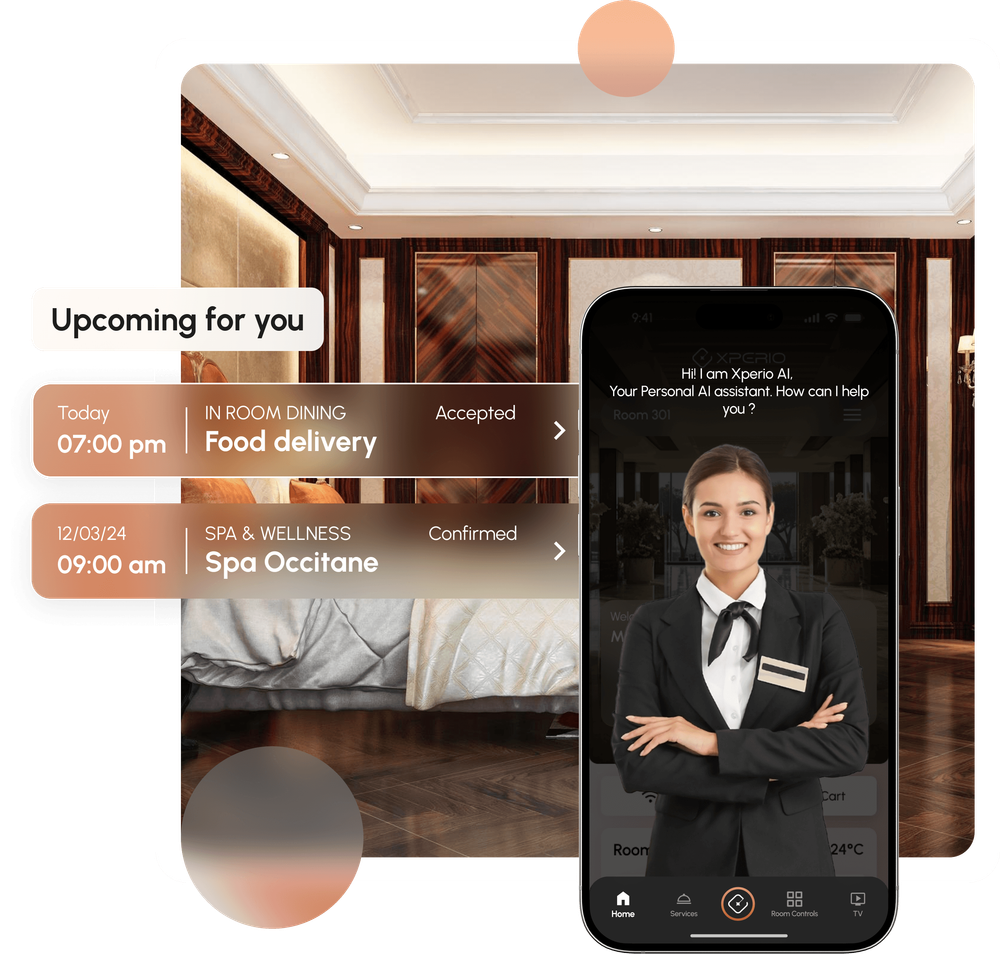 Upcoming for you
Today
07:00 pm
IN ROOM DINING
Food delivery
Accepted
12/03/24
09:00 am
SPA & WELLNESS
Spa Occitane
Confirmed
9:41
XPERIO
Hi! I am Xperio AI,
Your Personal AI assistant. How can I help
you ?
Room 301
Cart
Room
24°C
Home
Services
Room Controls
TV